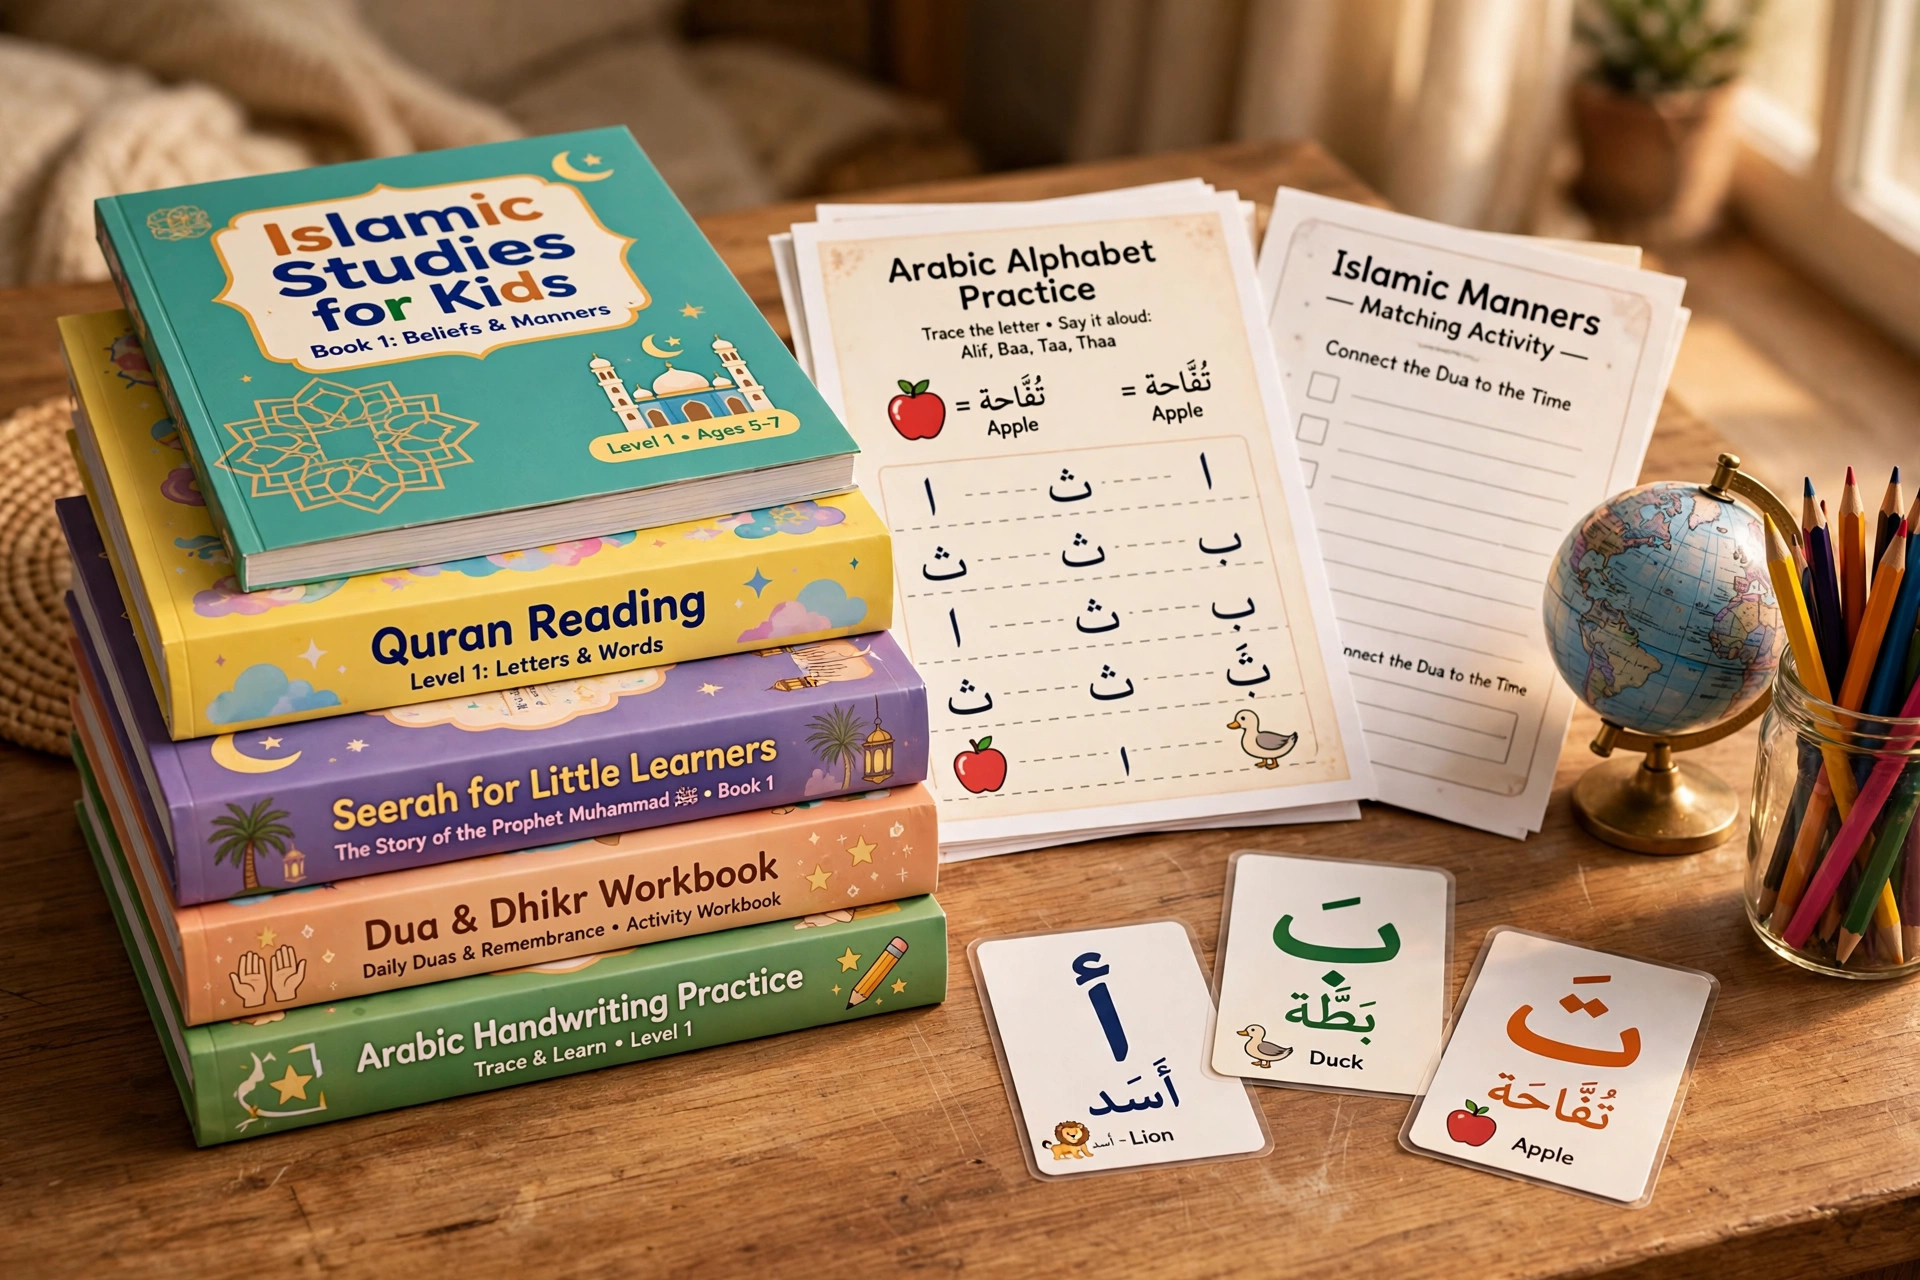 Islamic
Studies
for Kids
Book 1: Beliefs & Manners
Level 1 • Ages 5-7
Quran Reading
Level 1: Letters & Words
Seerah for Little Learners
The Story of the Prophet Muhammad ﷺ • Book 1
Dua & Dhikr Workbook
Daily Duas & Remembrance • Activity Workbook
Arabic Handwriting Practice
Trace & Learn • Level 1
Arabic Alphabet
Practice
Trace the letter • Say it aloud:
Alif, Baa, Taa, Thaa
= تُفَّاحة
Apple
= تُفَّاحة
Apple
ا ث ا
ث ث ب
ا ث ب
ث ث ثَ
ا
Islamic Manners
— Matching Activity —
Connect the Dua to the Time
nnect the Dua to the Time
أ
أَسَد
أسد - Lion
بَ
بَطَّة
Duck
تَ
تُفَّاحَة
Apple